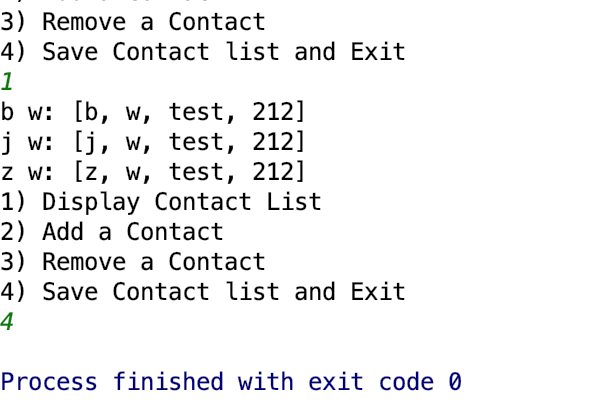 3) Remove a Contact
4) Save Contact list and Exit
1
b w: [b, w, test, 212]
j w: [j, w, test, 212]
z w: [z, w, test, 212]
1) Display Contact List
2) Add a Contact
3) Remove a Contact
4) Save Contact list and Exit
4
Process finished with exit code 0